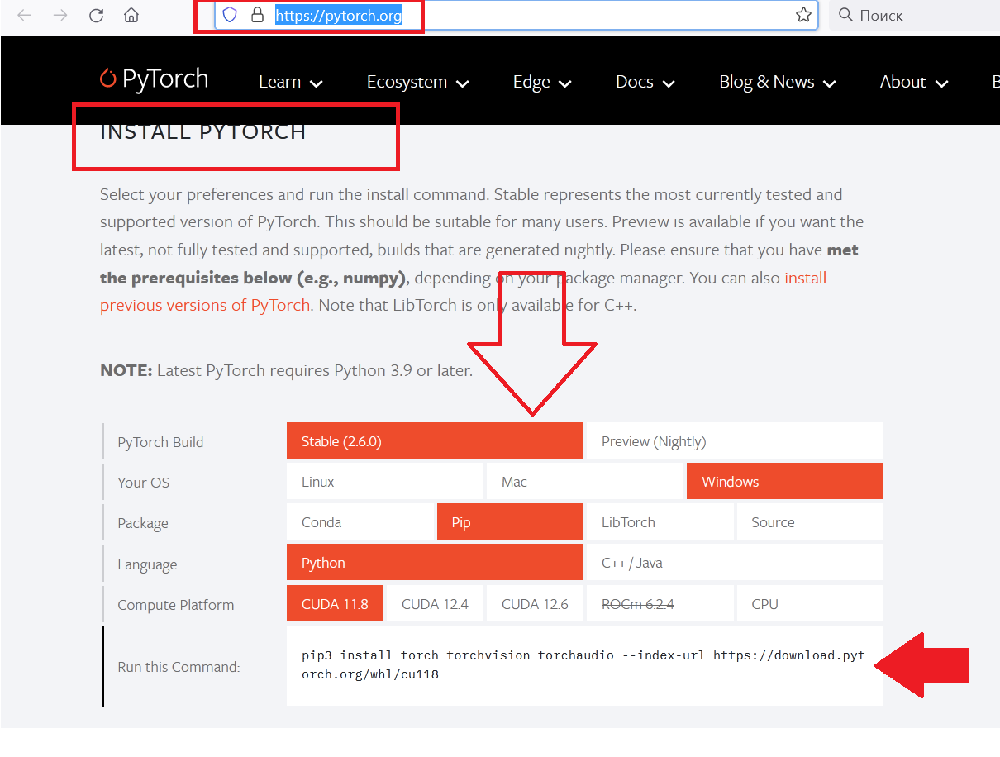 https://pytorch.org
Поиск
PyTorch
Learn
Ecosystem
Edge
Docs
Blog & News
About
B
INSTALL PYTORCH
Select your preferences and run the install command. Stable represents the most currently tested and
supported version of PyTorch. This should be suitable for many users. Preview is available if you want the
latest, not fully tested and supported, builds that are generated nightly. Please ensure that you have met
the prerequisites below (e.g., numpy), depending on your package manager. You can also install
previous versions of PyTorch. Note that LibTorch is only available for C++.
NOTE: Latest PyTorch requires Python 3.9 or later.
PyTorch Build
Stable (2.6.0)
Preview (Nightly)
Your OS
Linux
Mac
Windows
Package
Conda
Pip
LibTorch
Source
Language
Python
C++ / Java
Compute Platform
CUDA 11.8
CUDA 12.4
CUDA 12.6
ROCm 6.2.4
CPU
Run this Command:
pip3 install torch torchvision torchaudio --index-url https://download.pyt
orch.org/whl/cu118